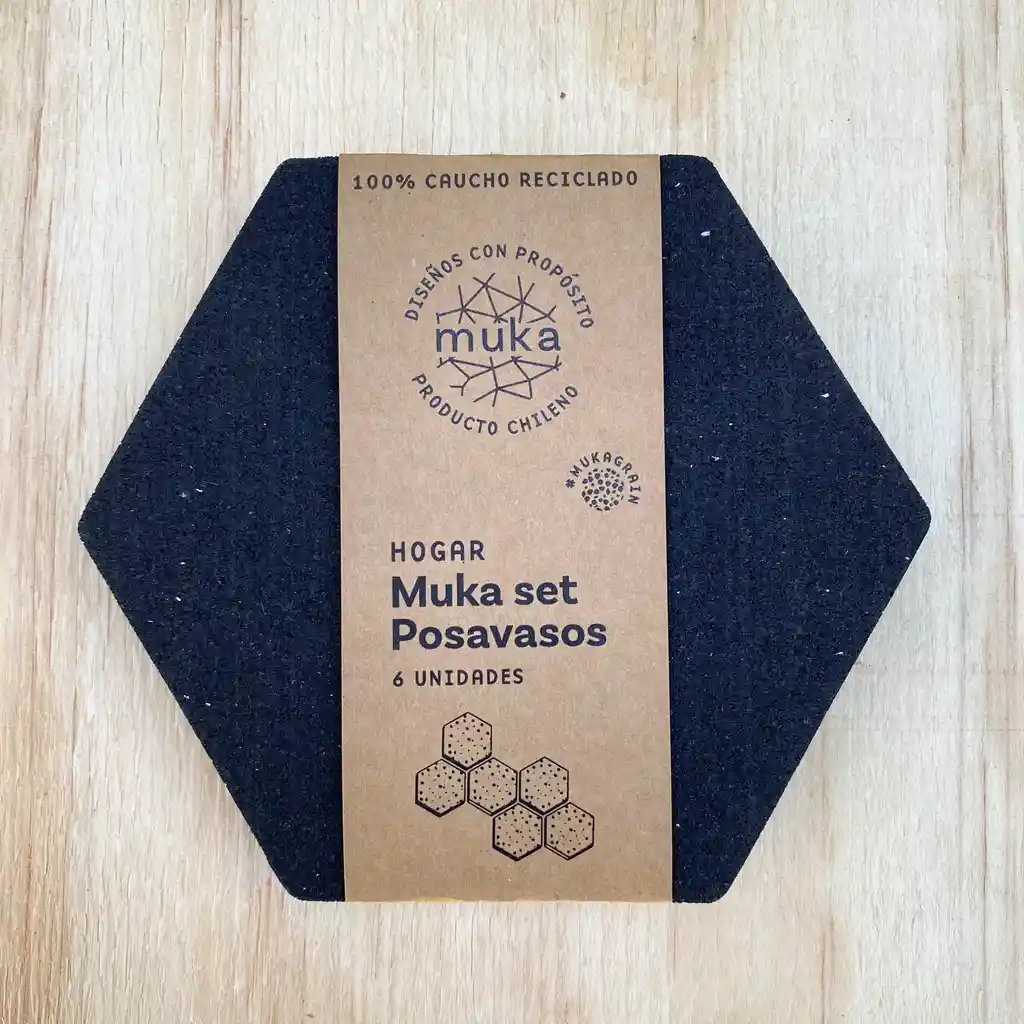 100% CAUCHO RECICLADO
DISEÑOS CON PROPÓSITO
muka
PRODUCTO CHILENO
#MUKAGRAIN
HOGAR
Muka set
Posavasos
6 UNIDADES